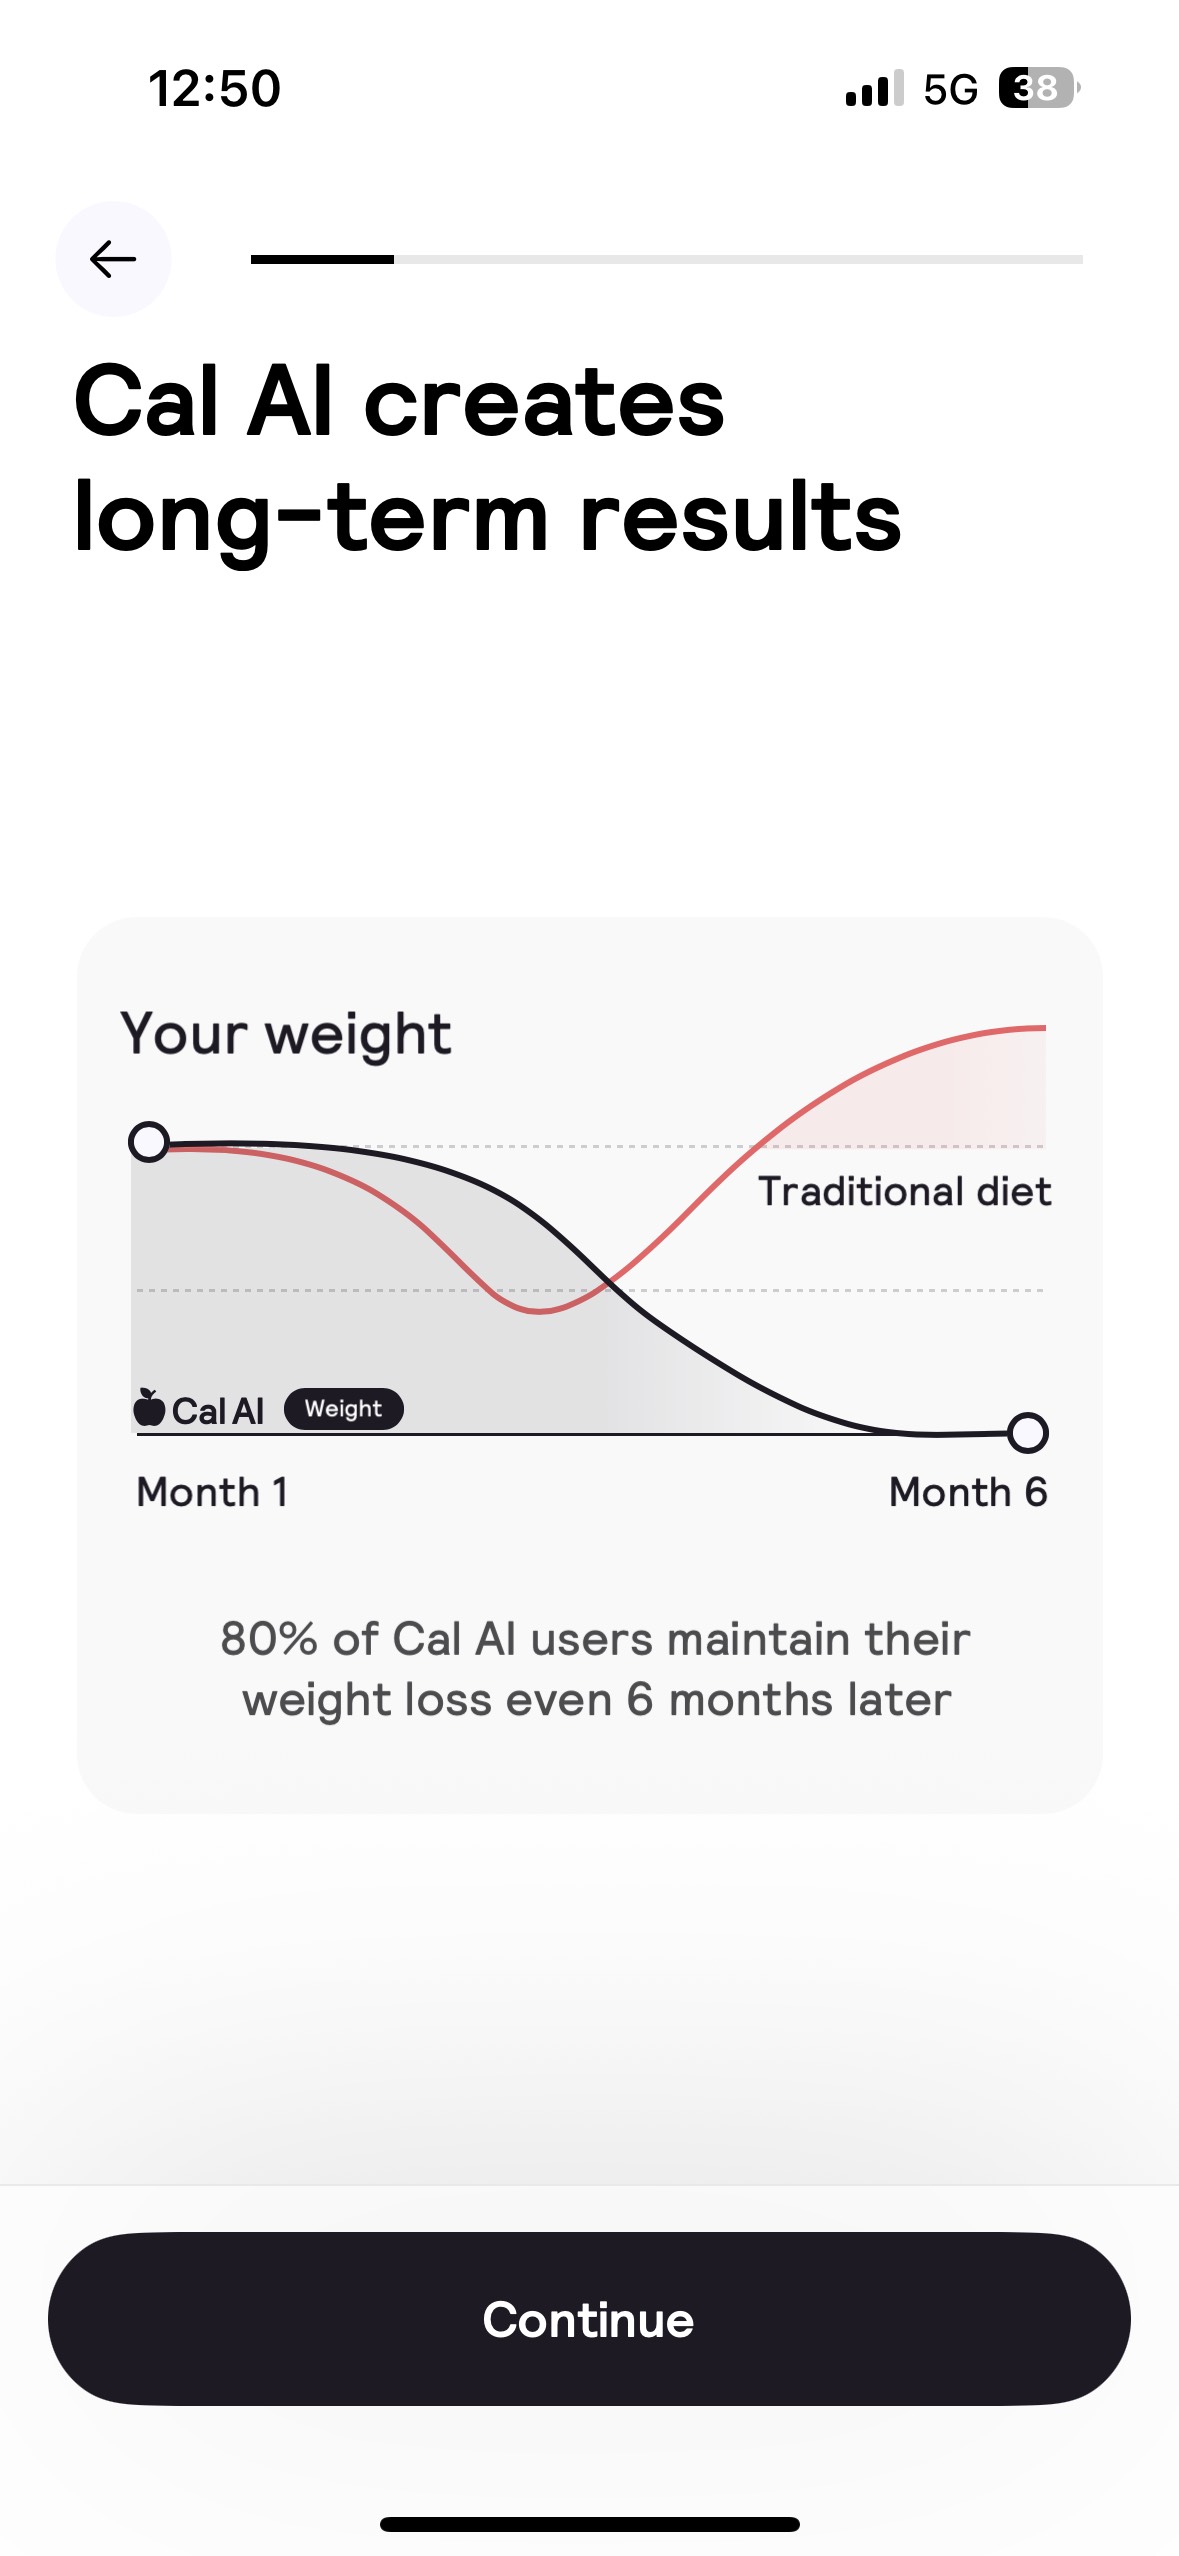 12:50 5G 38
Cal AI creates
long-term results
Your weight
Traditional diet
Cal AI Weight
Month 1 Month 6
80% of Cal AI users maintain their
weight loss even 6 months later
Continue